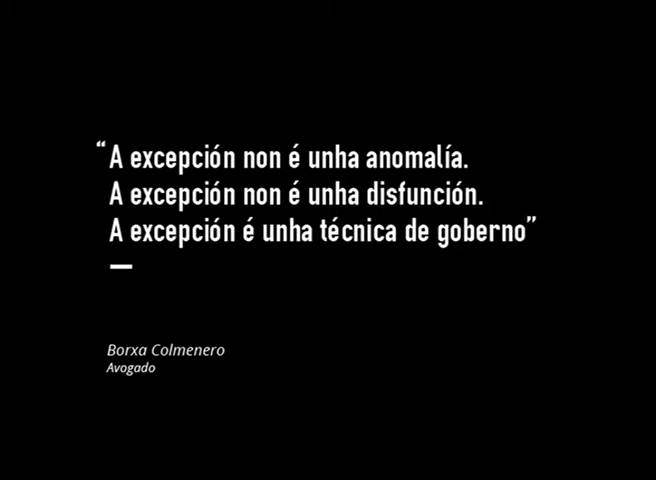 “A excepción non é unha anomalía.
A excepción non é unha disfunción.
A excepción é unha técnica de goberno”
—
Borxa Colmenero
Avogado